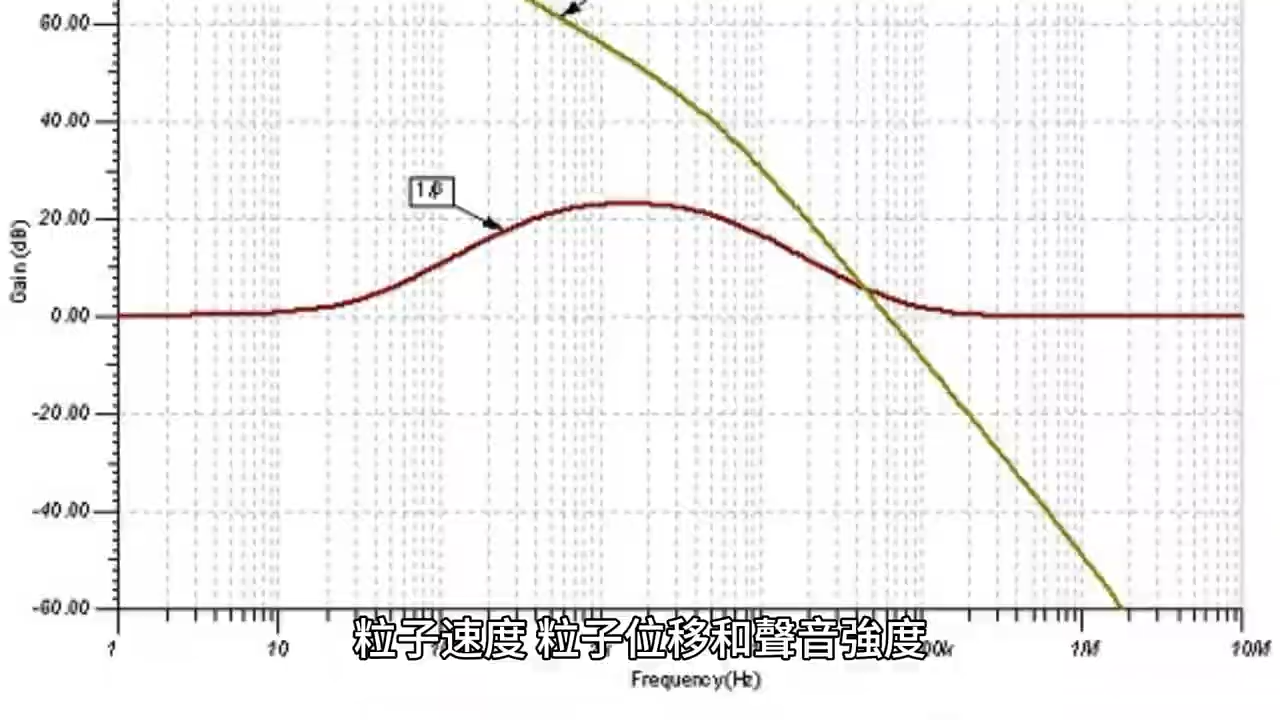 60.00
40.00
1/β
20.00
Gain (dB)
0.00
-20.00
-40.00
-60.00
1 10 1M 10M
粒子速度 粒子位移和聲音強度
Frequency(Hz)